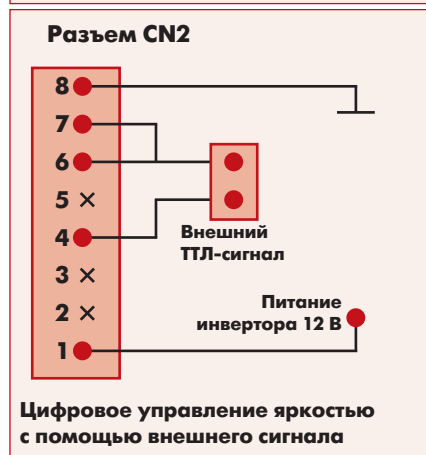 Разъем CN2
8
7
6
5 ×
4
3 ×
2 ×
1
Внешний
ТТЛ-сигнал
Питание
инвертора 12 В
Цифровое управление яркостью
с помощью внешнего сигнала